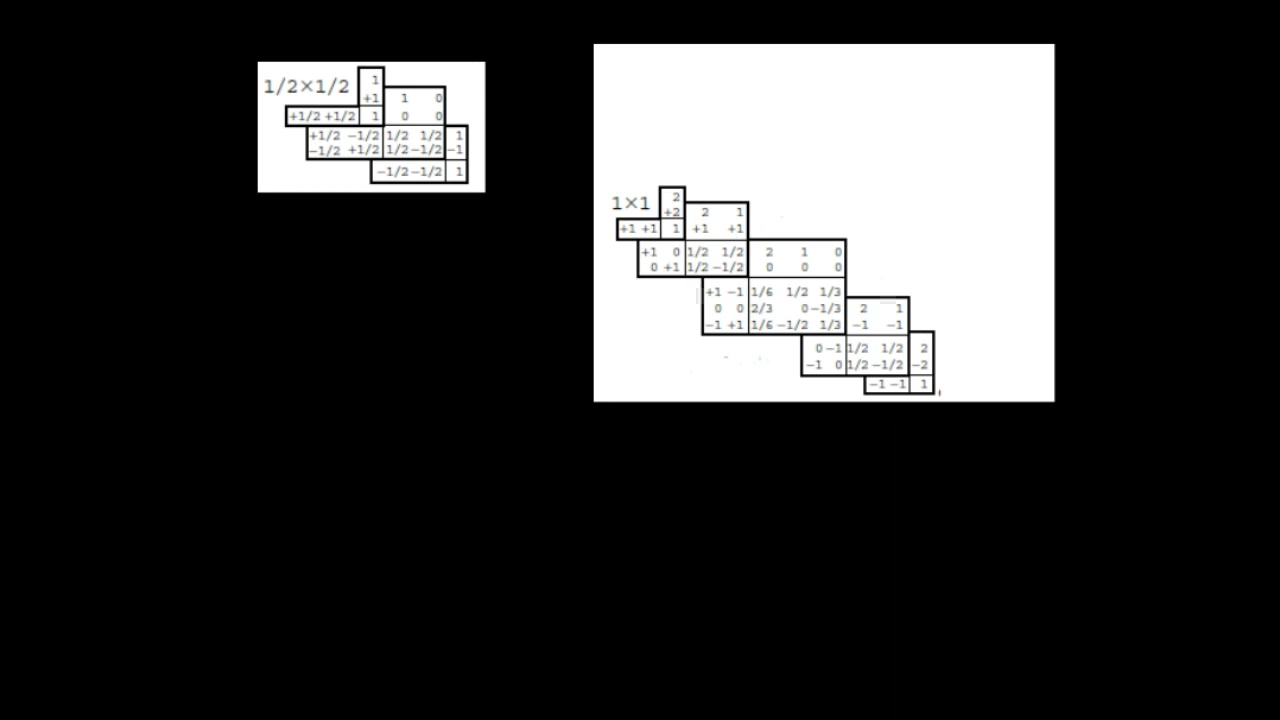 1/2×1/2 1
+1 1 0
+1/2 +1/2 1 0 0
+1/2 −1/2 1/2 1/2 1
−1/2 +1/2 1/2 −1/2 −1
−1/2 −1/2 1
1×1 2
+2 2 1
+1 +1 1 +1 +1
+1 0 1/2 1/2 2 1 0
0 +1 1/2 −1/2 0 0 0
+1 −1 1/6 1/2 1/3
0 0 2/3 0 −1/3 2 1
−1 +1 1/6 −1/2 1/3 −1 −1
0 −1 1/2 1/2 2
−1 0 1/2 −1/2 −2
−1 −1 1